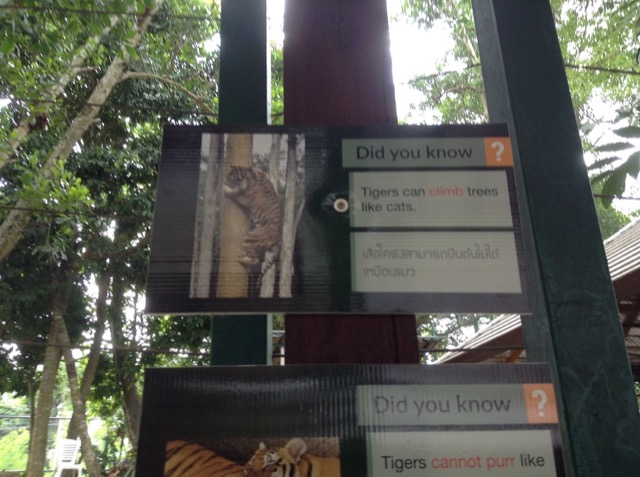 Did you know ?
Tigers can climb trees
like cats.
เสือโคร่งสามารถปีนต้นไม้ได้
เหมือนแมว
Did you know ?
Tigers cannot purr like